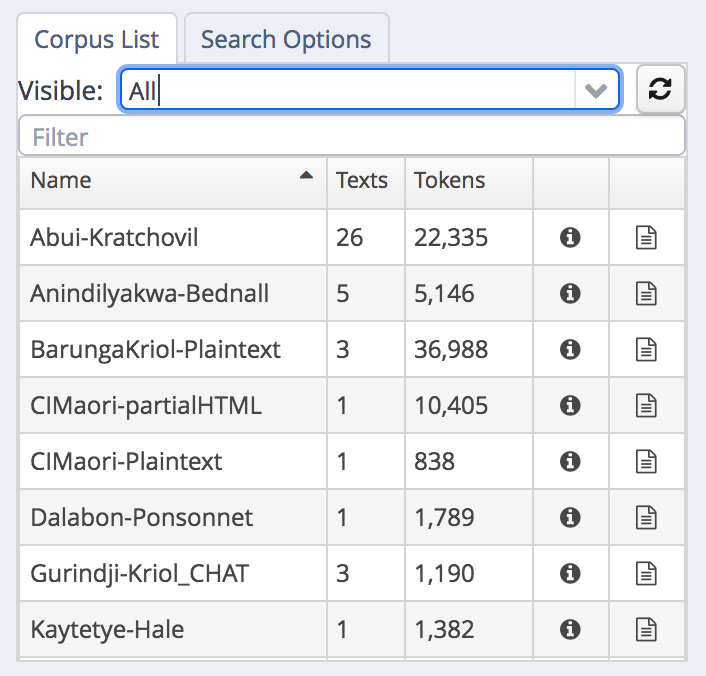 Corpus List Search Options
Visible: All
Filter
Name Texts Tokens
Abui-Kratchovil 26 22,335
Anindilyakwa-Bednall 5 5,146
BarungaKriol-Plaintext 3 36,988
CIMaori-partialHTML 1 10,405
CIMaori-Plaintext 1 838
Dalabon-Ponsonnet 1 1,789
Gurindji-Kriol_CHAT 3 1,190
Kaytetye-Hale 1 1,382